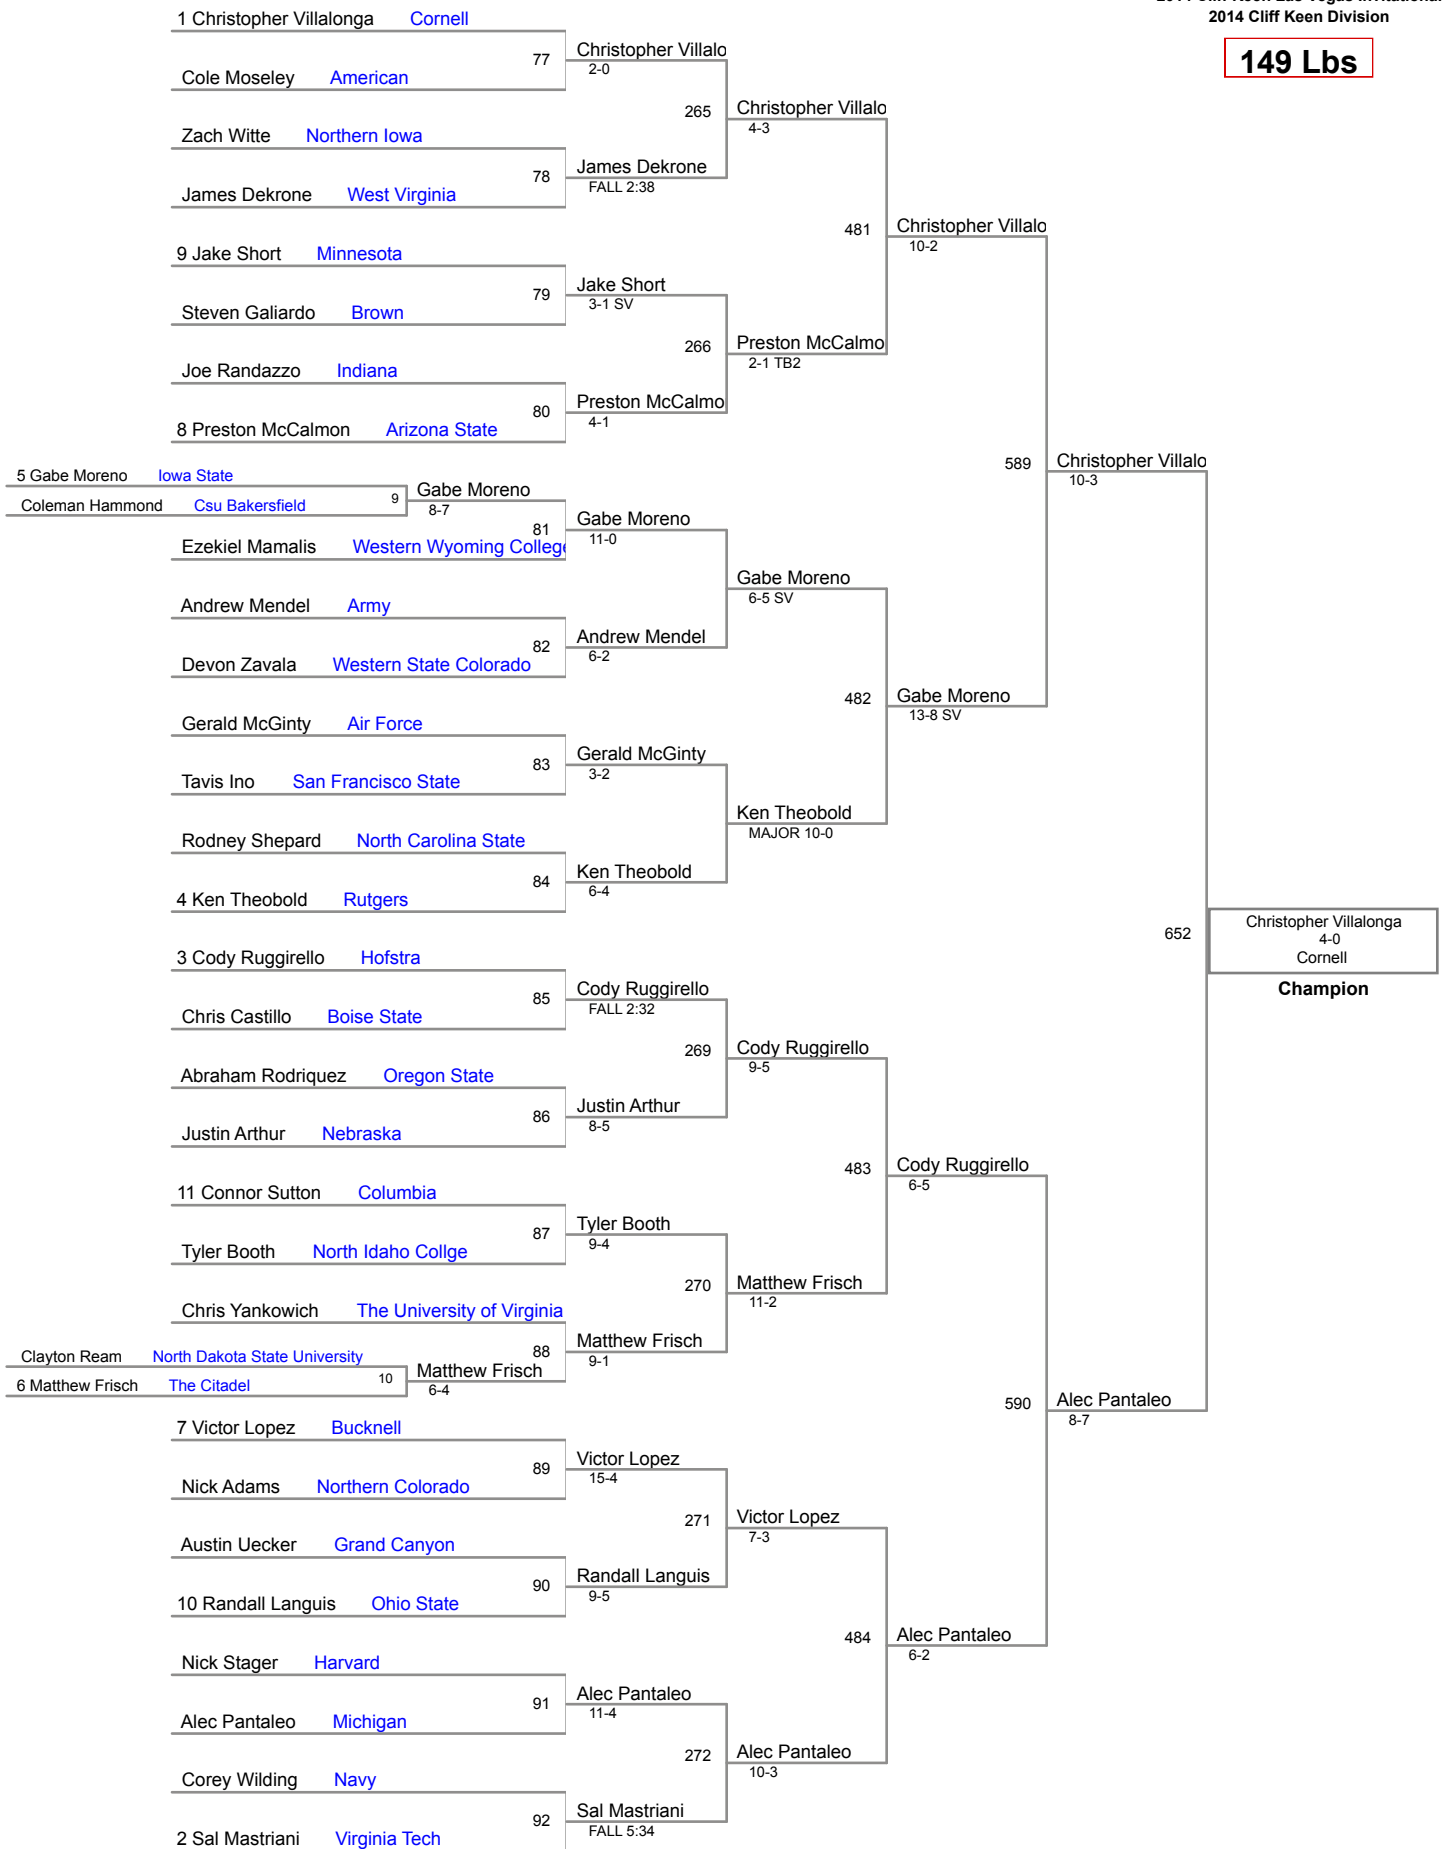 2014 Cliff Keen Las Vegas Invitational
2014 Cliff Keen Division
149 Lbs
1 Christopher Villalonga Cornell
77
Christopher Villalo
2-0
Cole Moseley American
265
Christopher Villalo
4-3
Zach Witte Northern Iowa
78
James Dekrone
FALL 2:38
James Dekrone West Virginia
481
Christopher Villalo
10-2
9 Jake Short Minnesota
79
Jake Short
3-1 SV
Steven Galiardo Brown
266
Preston McCalmo
2-1 TB2
Joe Randazzo Indiana
80
Preston McCalmo
4-1
8 Preston McCalmon Arizona State
589
Christopher Villalo
10-3
5 Gabe Moreno Iowa State
9
Gabe Moreno
8-7
Coleman Hammond Csu Bakersfield
81
Gabe Moreno
11-0
Ezekiel Mamalis Western Wyoming College
Gabe Moreno
6-5 SV
Andrew Mendel Army
82
Andrew Mendel
6-2
Devon Zavala Western State Colorado
482
Gabe Moreno
13-8 SV
Gerald McGinty Air Force
83
Gerald McGinty
3-2
Tavis Ino San Francisco State
Ken Theobold
MAJOR 10-0
Rodney Shepard North Carolina State
84
Ken Theobold
6-4
4 Ken Theobold Rutgers
652
Christopher Villalonga
4-0
Cornell
Champion
3 Cody Ruggirello Hofstra
85
Cody Ruggirello
FALL 2:32
Chris Castillo Boise State
269
Cody Ruggirello
9-5
Abraham Rodriquez Oregon State
86
Justin Arthur
8-5
Justin Arthur Nebraska
483
Cody Ruggirello
6-5
11 Connor Sutton Columbia
87
Tyler Booth
9-4
Tyler Booth North Idaho Collge
270
Matthew Frisch
11-2
Chris Yankowich The University of Virginia
88
Matthew Frisch
9-1
Clayton Ream North Dakota State University
10
Matthew Frisch
6-4
6 Matthew Frisch The Citadel
590
Alec Pantaleo
8-7
7 Victor Lopez Bucknell
89
Victor Lopez
15-4
Nick Adams Northern Colorado
271
Victor Lopez
7-3
Austin Uecker Grand Canyon
90
Randall Languis
9-5
10 Randall Languis Ohio State
484
Alec Pantaleo
6-2
Nick Stager Harvard
91
Alec Pantaleo
11-4
Alec Pantaleo Michigan
272
Alec Pantaleo
10-3
Corey Wilding Navy
92
Sal Mastriani
FALL 5:34
2 Sal Mastriani Virginia Tech